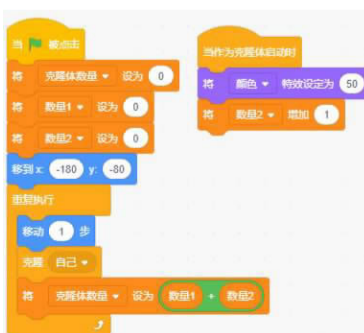 当 被点击
将 克隆体数量 设为 0
将 数量1 设为 0
将 数量2 设为 0
移到 x: -180 y: -80
重复执行
移动 1 步
克隆 自己
将 克隆体数量 设为 数量1 + 数量2
当作为克隆体启动时
将 颜色 特效设定为 50
将 数量2 增加 1